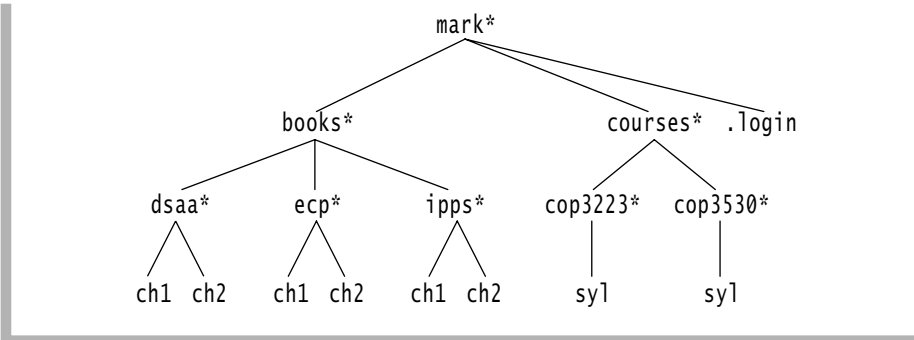 mark*
books* courses* .login
dsaa* ecp* ipps* cop3223* cop3530*
ch1 ch2 ch1 ch2 ch1 ch2 syl syl